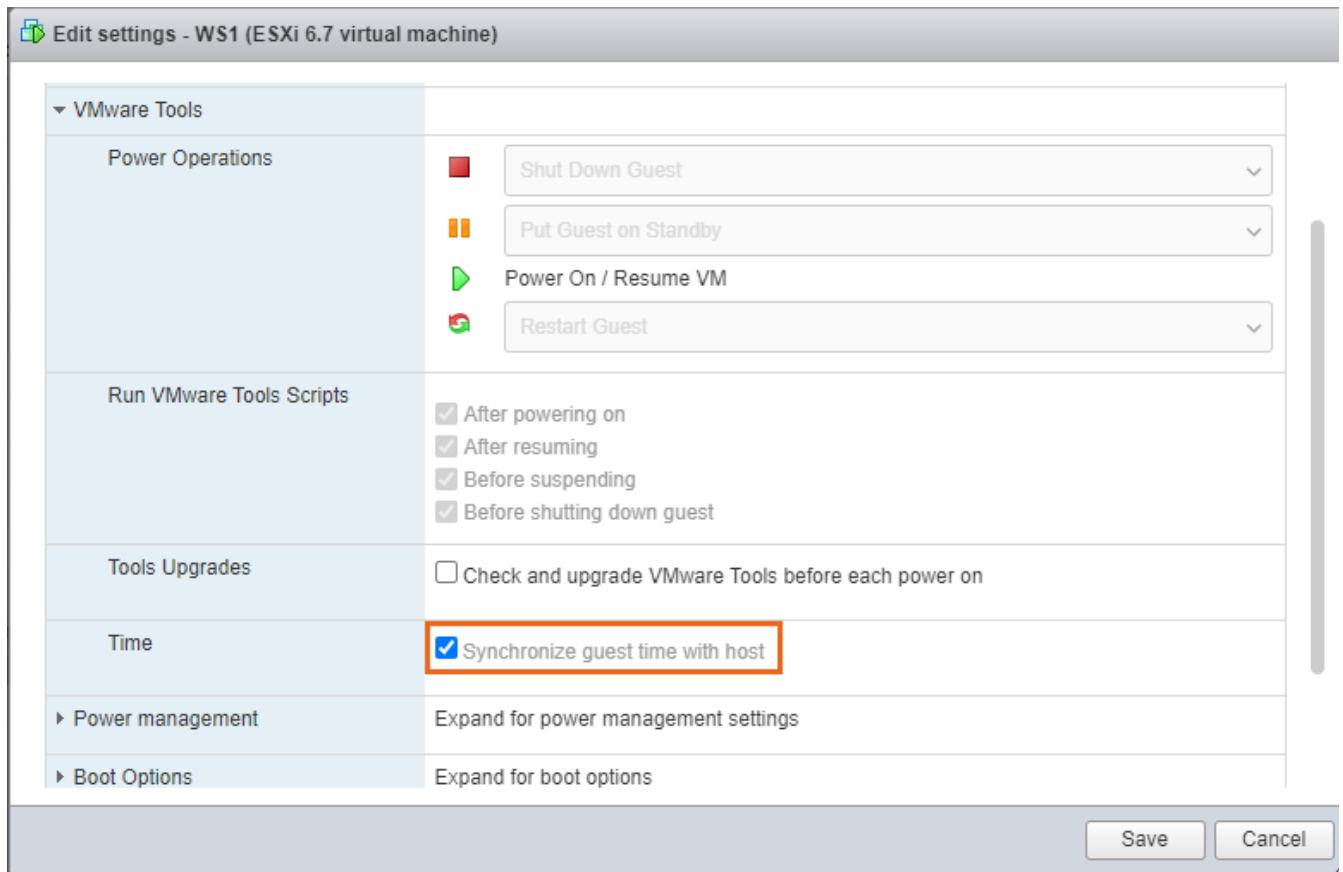 Edit settings - WS1 (ESXi 6.7 virtual machine)
VMware Tools
Power Operations
Shut Down Guest
Put Guest on Standby
Power On / Resume VM
Restart Guest
Run VMware Tools Scripts
After powering on
After resuming
Before suspending
Before shutting down guest
Tools Upgrades
Check and upgrade VMware Tools before each power on
Time
Synchronize guest time with host
Power management
Expand for power management settings
Boot Options
Expand for boot options
Save
Cancel